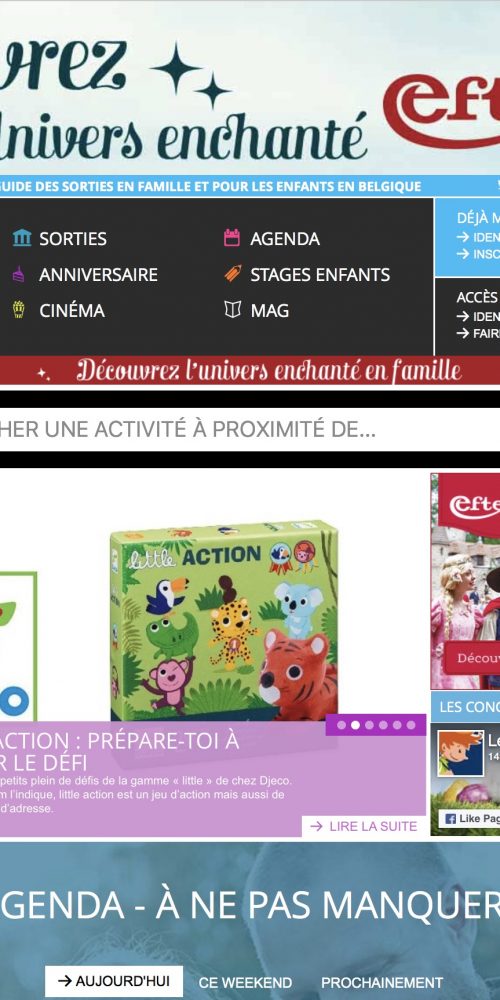 vrez
univers enchanté
eft
GUIDE DES SORTIES EN FAMILLE ET POUR LES ENFANTS EN BELGIQUE
SORTIES
AGENDA
ANNIVERSAIRE
STAGES ENFANTS
CINÉMA
MAG
DÉJÀ M
→ IDEN
→ INSC
ACCÈS
→ IDEN
→ FAIR
Découvrez l'univers enchanté en famille
HER UNE ACTIVITÉ À PROXIMITÉ DE...
little ACTION
efte
Découv
ACTION : PRÉPARE-TOI À
R LE DÉFI
petits plein de défis de la gamme « little » de chez Djeco.
m l'indique, little action est un jeu d'action mais aussi de
d'adresse.
→ LIRE LA SUITE
LES CONC
Le
14
Like Pag
GENDA - À NE PAS MANQUER
→ AUJOURD'HUI
CE WEEKEND
PROCHAINEMENT